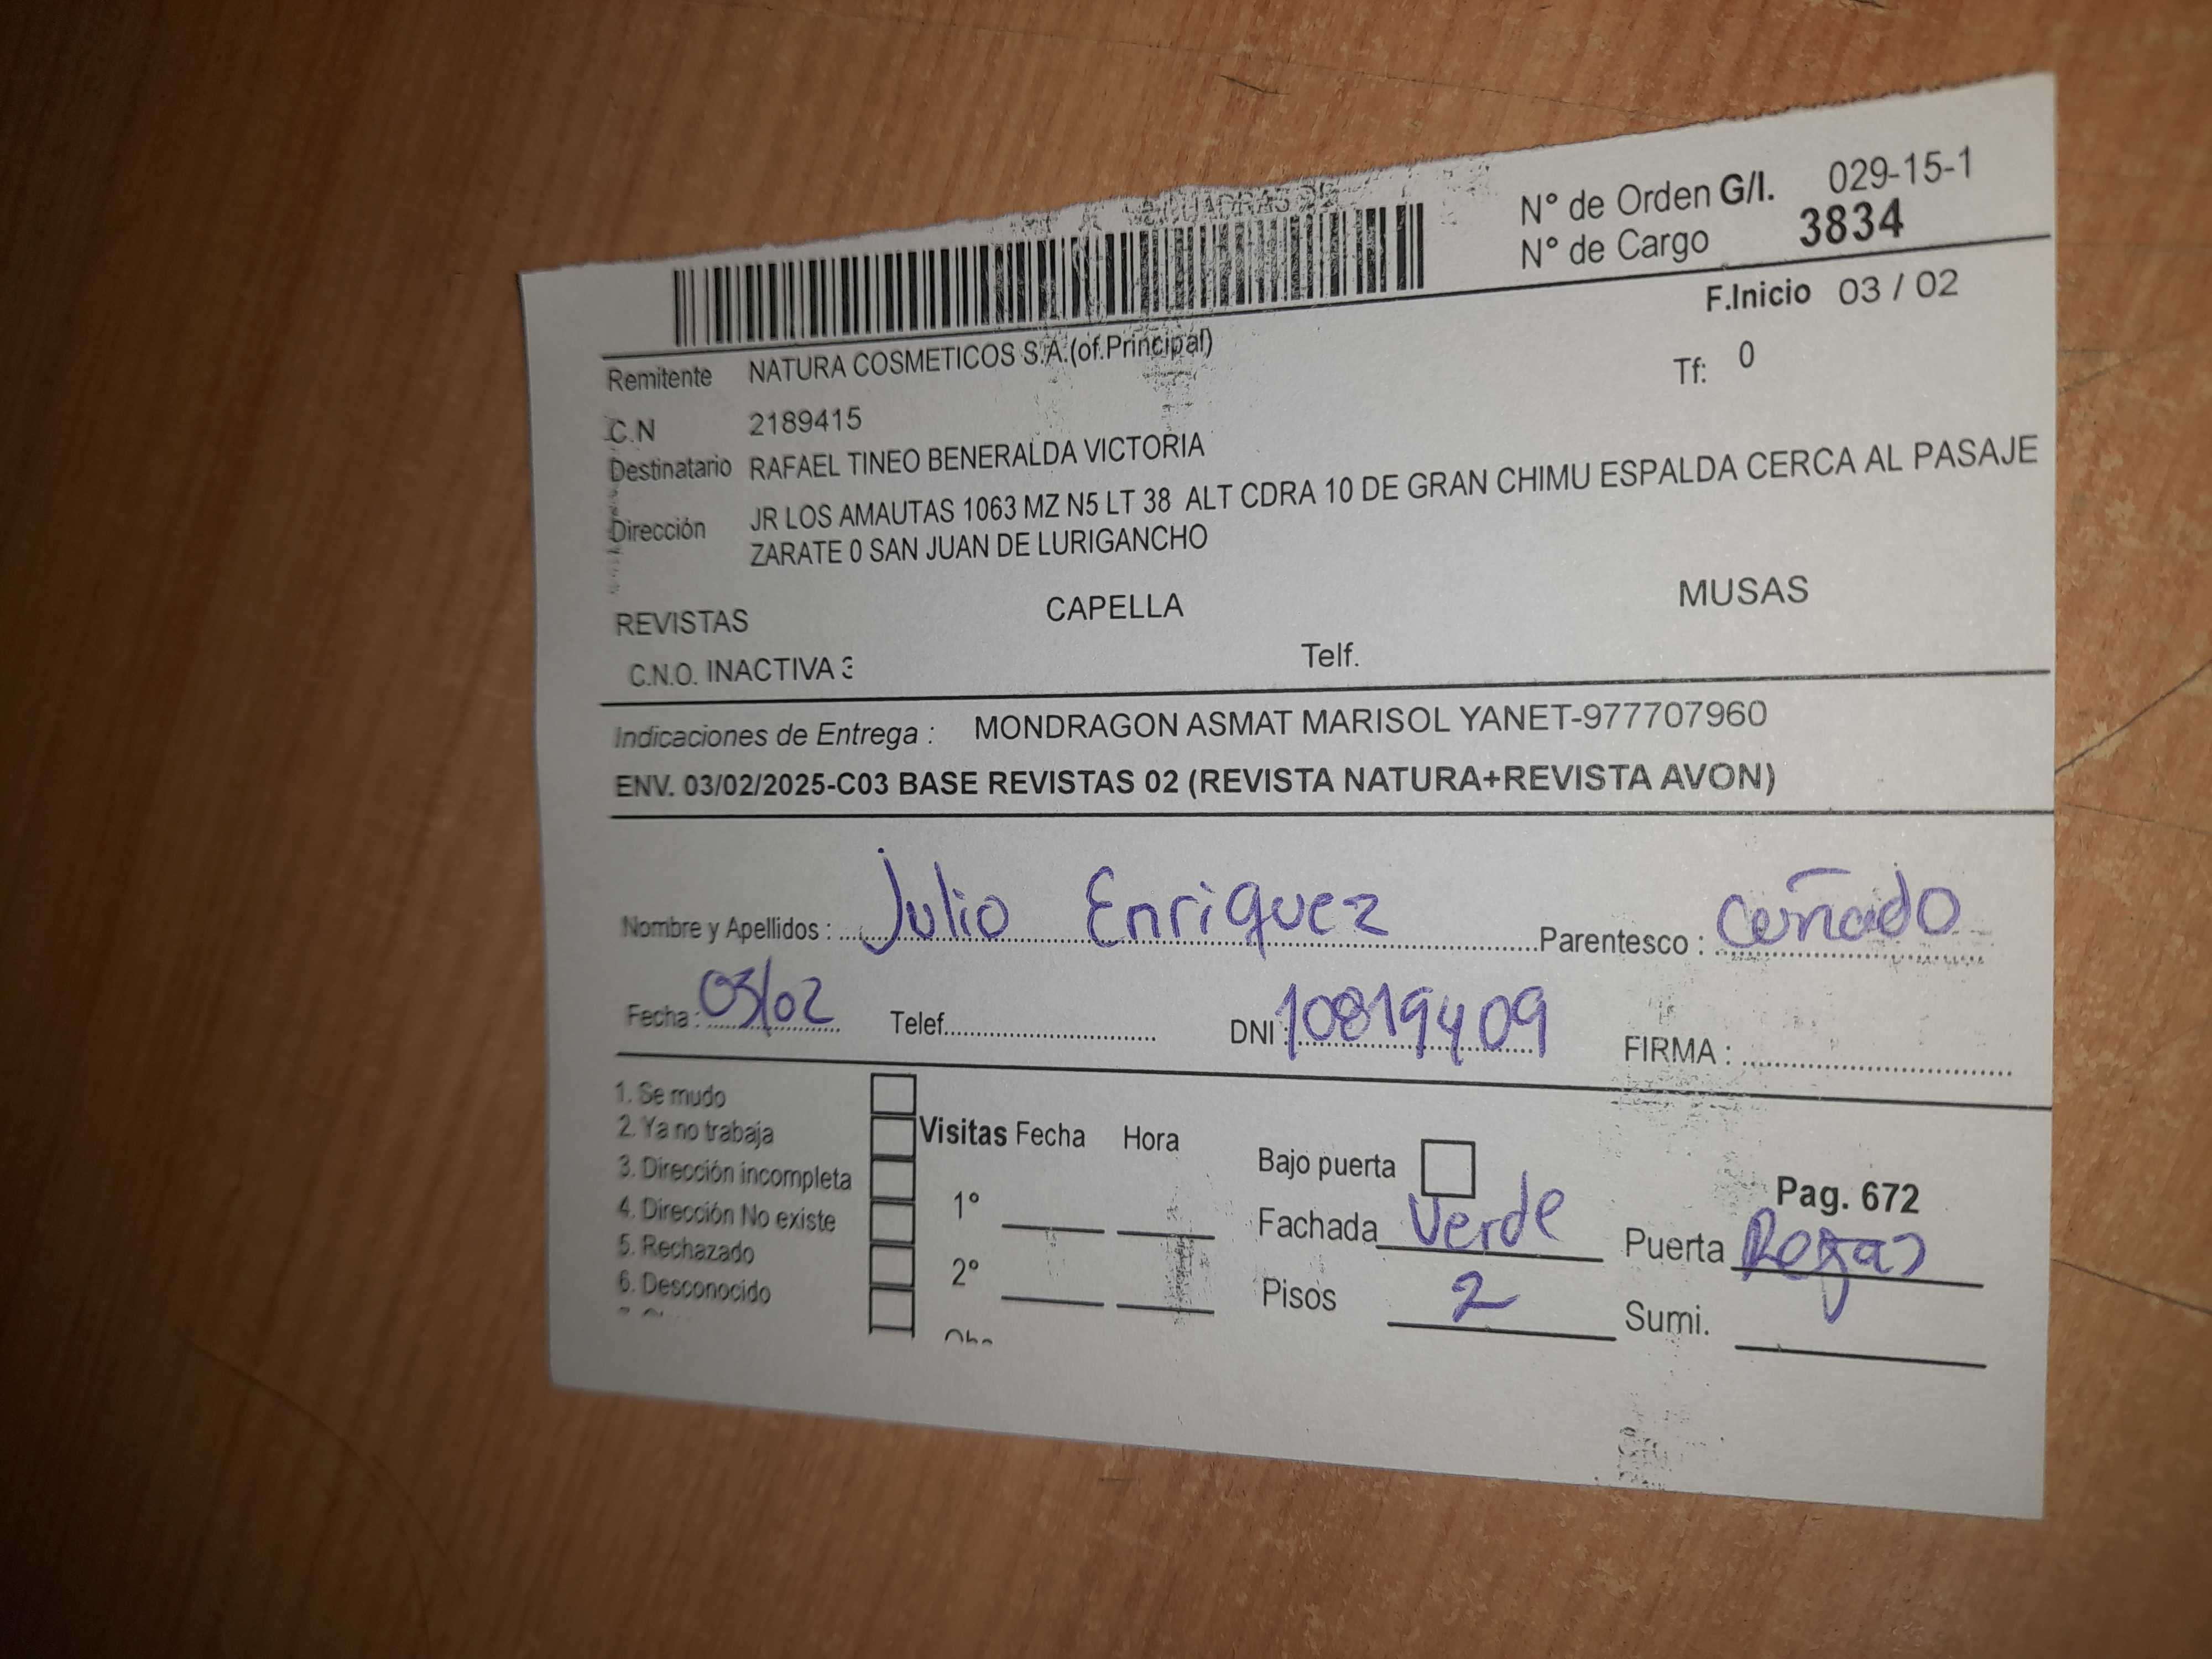 N° de Orden G/I. 029-15-1
N° de Cargo 3834
F.Inicio 03 / 02
Remitente NATURA COSMETICOS S.A.(of.Principal)
Tf: 0
C.N 2189415
Destinatario RAFAEL TINEO BENERALDA VICTORIA
Dirección JR LOS AMAUTAS 1063 MZ N5 LT 38 ALT CDRA 10 DE GRAN CHIMU ESPALDA CERCA AL PASAJE
ZARATE 0 SAN JUAN DE LURIGANCHO
REVISTAS CAPELLA MUSAS
C.N.O. INACTIVA 3 Telf.
Indicaciones de Entrega : MONDRAGON ASMAT MARISOL YANET-977707960
ENV. 03/02/2025-C03 BASE REVISTAS 02 (REVISTA NATURA+REVISTA AVON)
Nombre y Apellidos : Julio Enriquez Parentesco : cuñado
Fecha : 03/02 Telef. DNI : 10819409 FIRMA :
1. Se mudo
2. Ya no trabaja Visitas Fecha Hora
3. Dirección incompleta Bajo puerta Pag. 672
4. Dirección No existe 1° Fachada Verde Puerta Rejas
5. Rechazado
6. Desconocido 2° Pisos 2 Sumi.